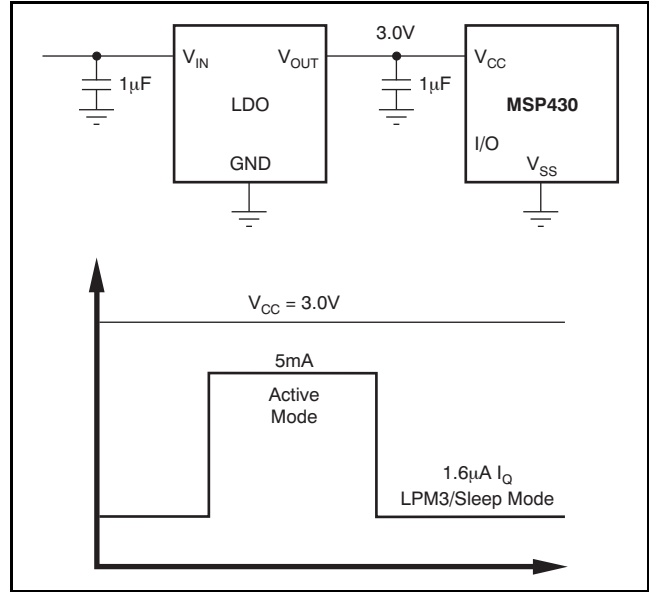 3.0V
V_IN
V_OUT
V_CC
1μF
1μF
LDO
MSP430
I/O
GND
V_SS
V_CC = 3.0V
5mA
Active
Mode
1.6μA I_Q
LPM3/Sleep Mode